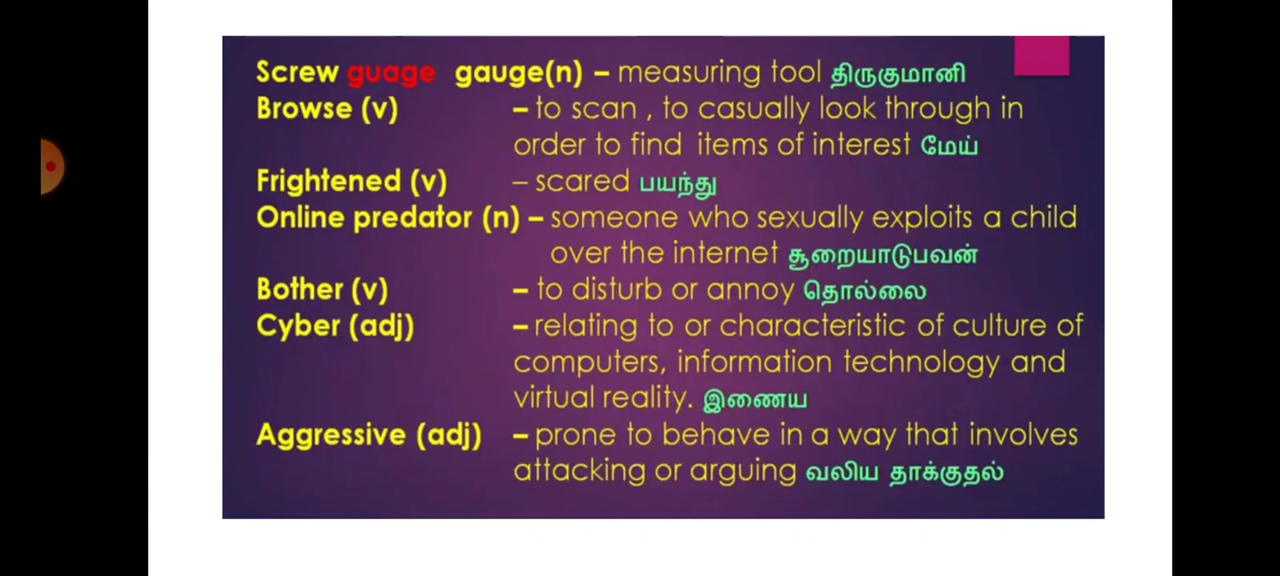 Screw guage gauge(n) – measuring tool திருகுமானி
Browse (v) – to scan , to casually look through in
order to find items of interest மேய்
Frightened (v) – scared பயந்து
Online predator (n) – someone who sexually exploits a child
over the internet சூறையாடுபவன்
Bother (v) – to disturb or annoy தொல்லை
Cyber (adj) – relating to or characteristic of culture of
computers, information technology and
virtual reality. இணைய
Aggressive (adj) – prone to behave in a way that involves
attacking or arguing வலிய தாக்குதல்